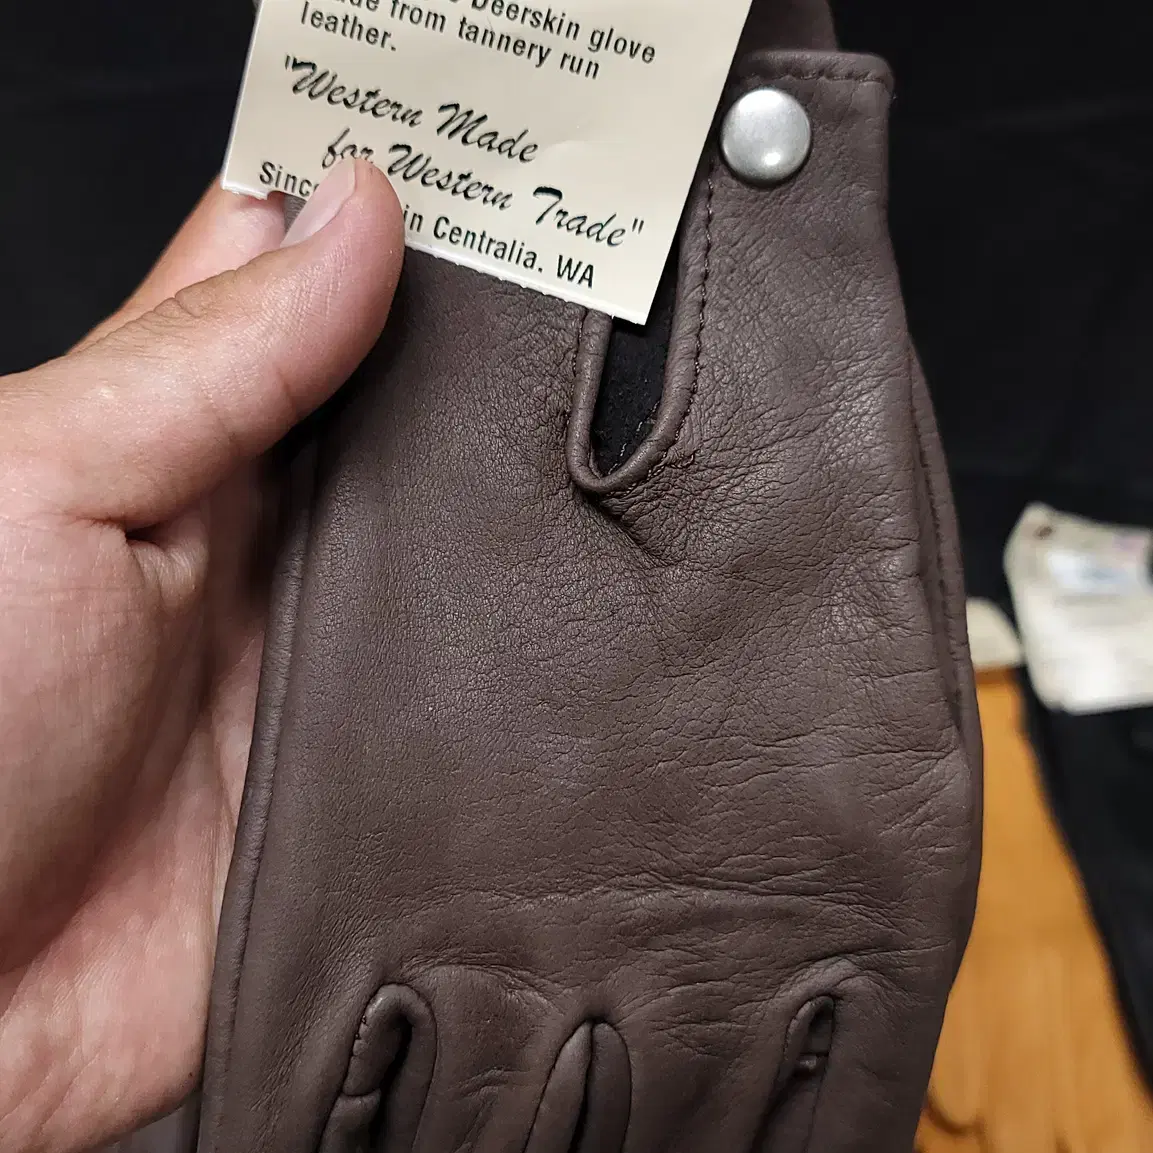 Deerskin glove
from tannery run
leather.
"Western Made
for Western Trade"
in Centralia. WA